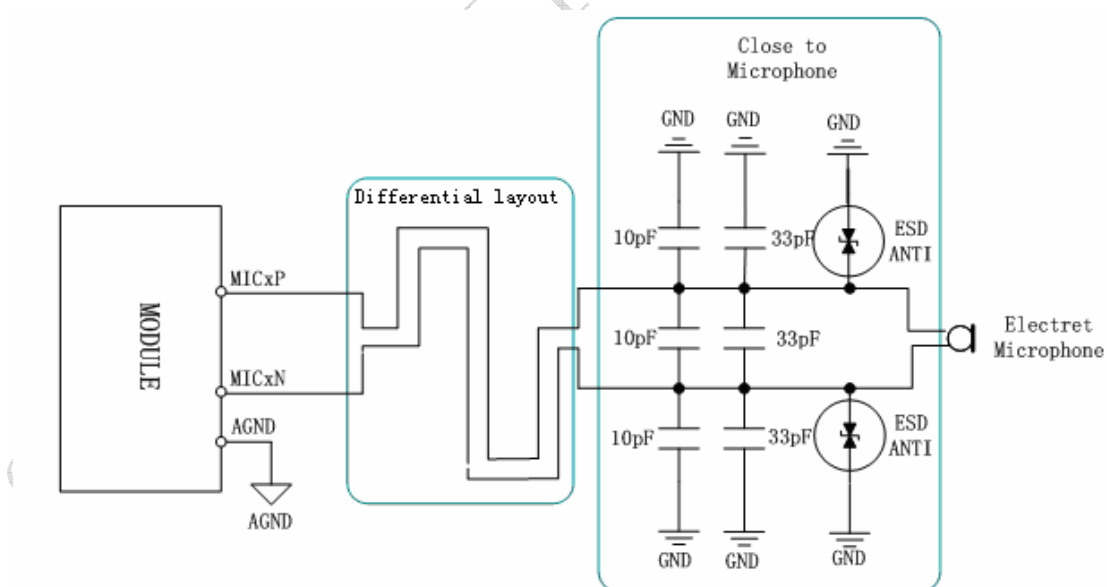 Close to
Microphone
GND
GND
GND
Differential layout
10pF
33pF
ESD
ANTI
MICxP
MODULE
10pF
33pF
Electret
Microphone
MICxN
AGND
10pF
33pF
ESD
ANTI
AGND
GND
GND
GND